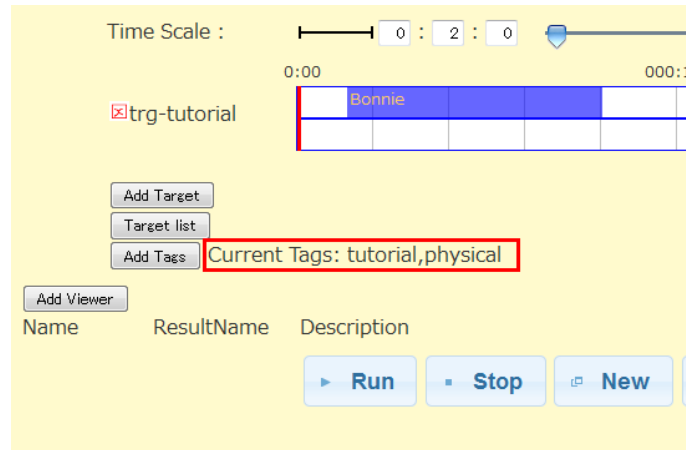 Time Scale : 0 : 2 : 0
0:00 000:
Bonnie
trg-tutorial
Add Target
Target list
Add Tags Current Tags: tutorial,physical
Add Viewer
Name ResultName Description
Run Stop New